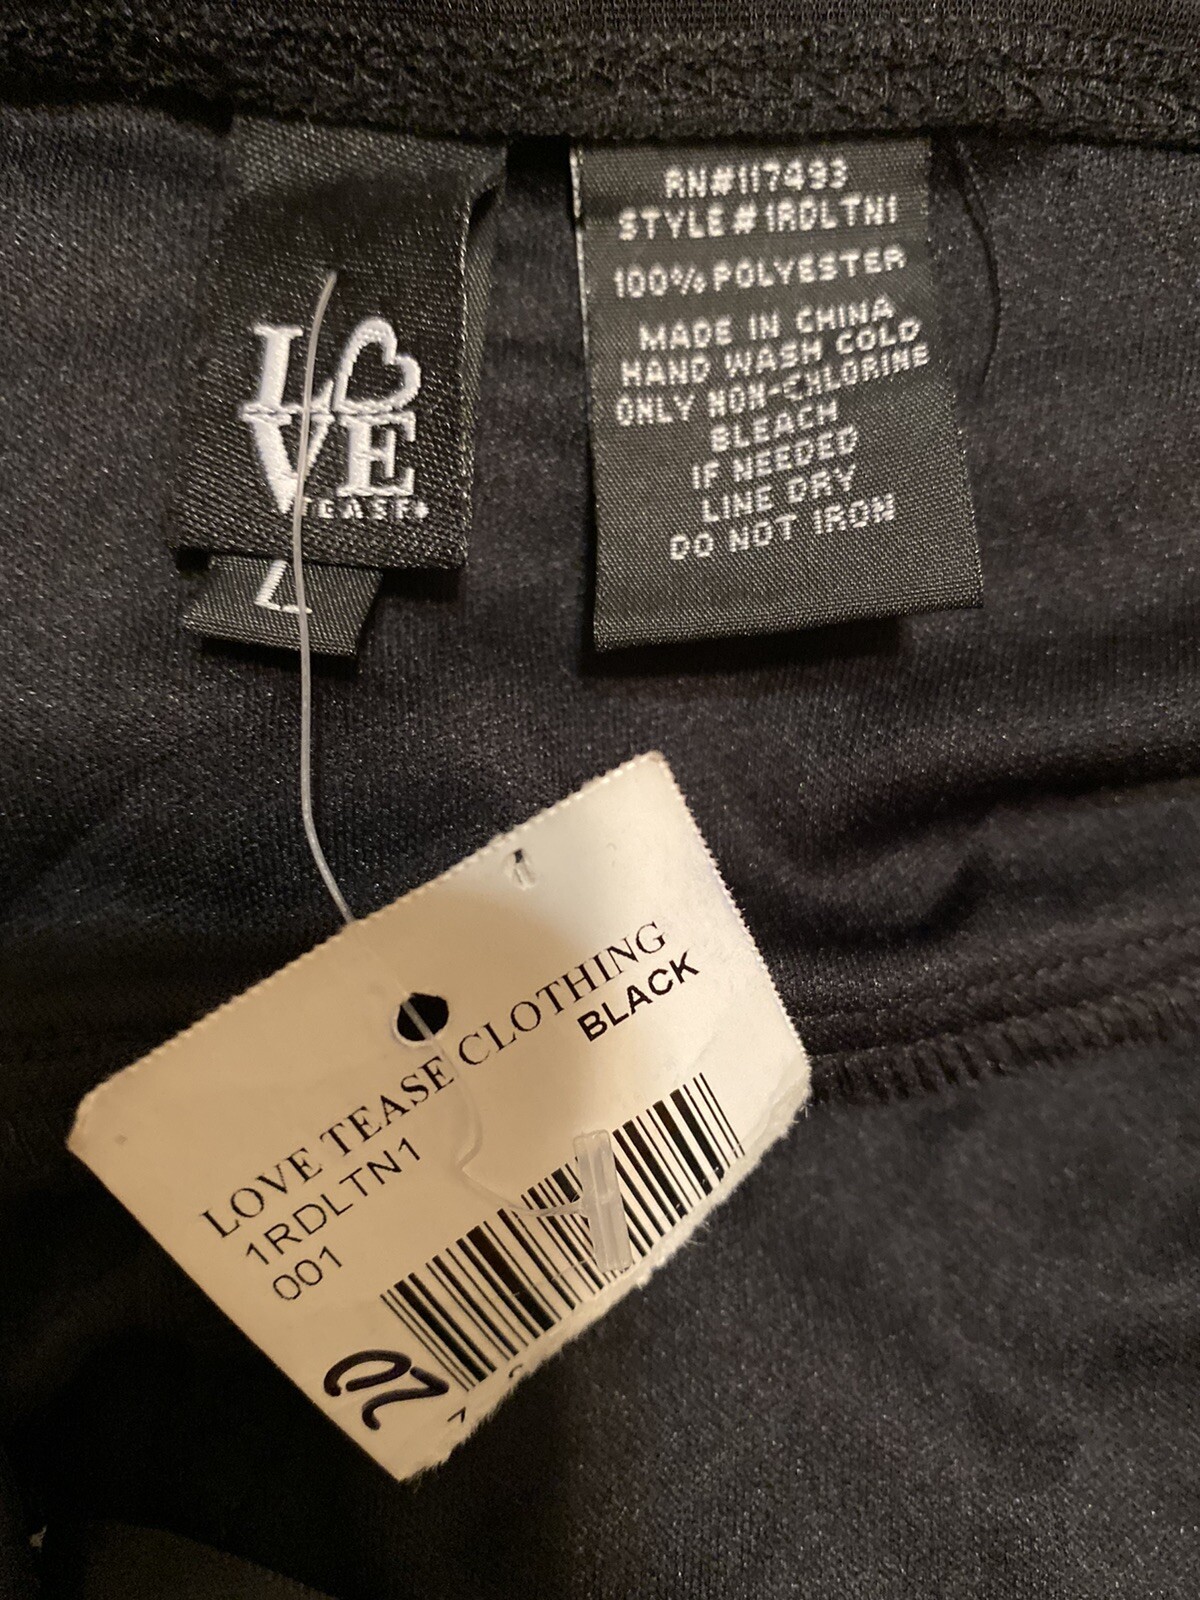 LOVE
TEASE
L
RN#117493
STYLE#1RDLTN1
100% POLYESTER
MADE IN CHINA
HAND WASH COLD
ONLY NON-CHLORINE
BLEACH
IF NEEDED
LINE DRY
DO NOT IRON
LOVE TEASE CLOTHING
BLACK
1RDLTN1
001